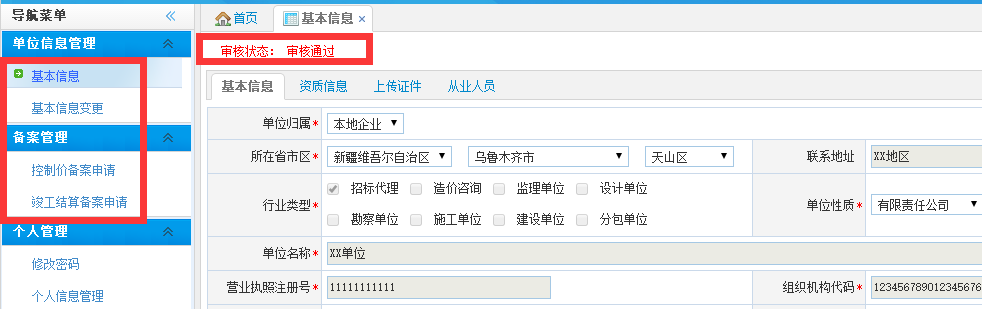 导航菜单
首页
基本信息
单位信息管理
基本信息
基本信息变更
备案管理
控制价备案申请
竣工结算备案申请
个人管理
修改密码
个人信息管理
审核状态： 审核通过
基本信息 资质信息 上传证件 从业人员
单位归属* 本地企业
所在省市区* 新疆维吾尔自治区 乌鲁木齐市 天山区 联系地址 XX地区
行业类型* 招标代理 造价咨询 监理单位 设计单位 单位性质* 有限责任公司
勘察单位 施工单位 建设单位 分包单位
单位名称* XX单位
营业执照注册号* 11111111111 组织机构代码* 123456789012345676